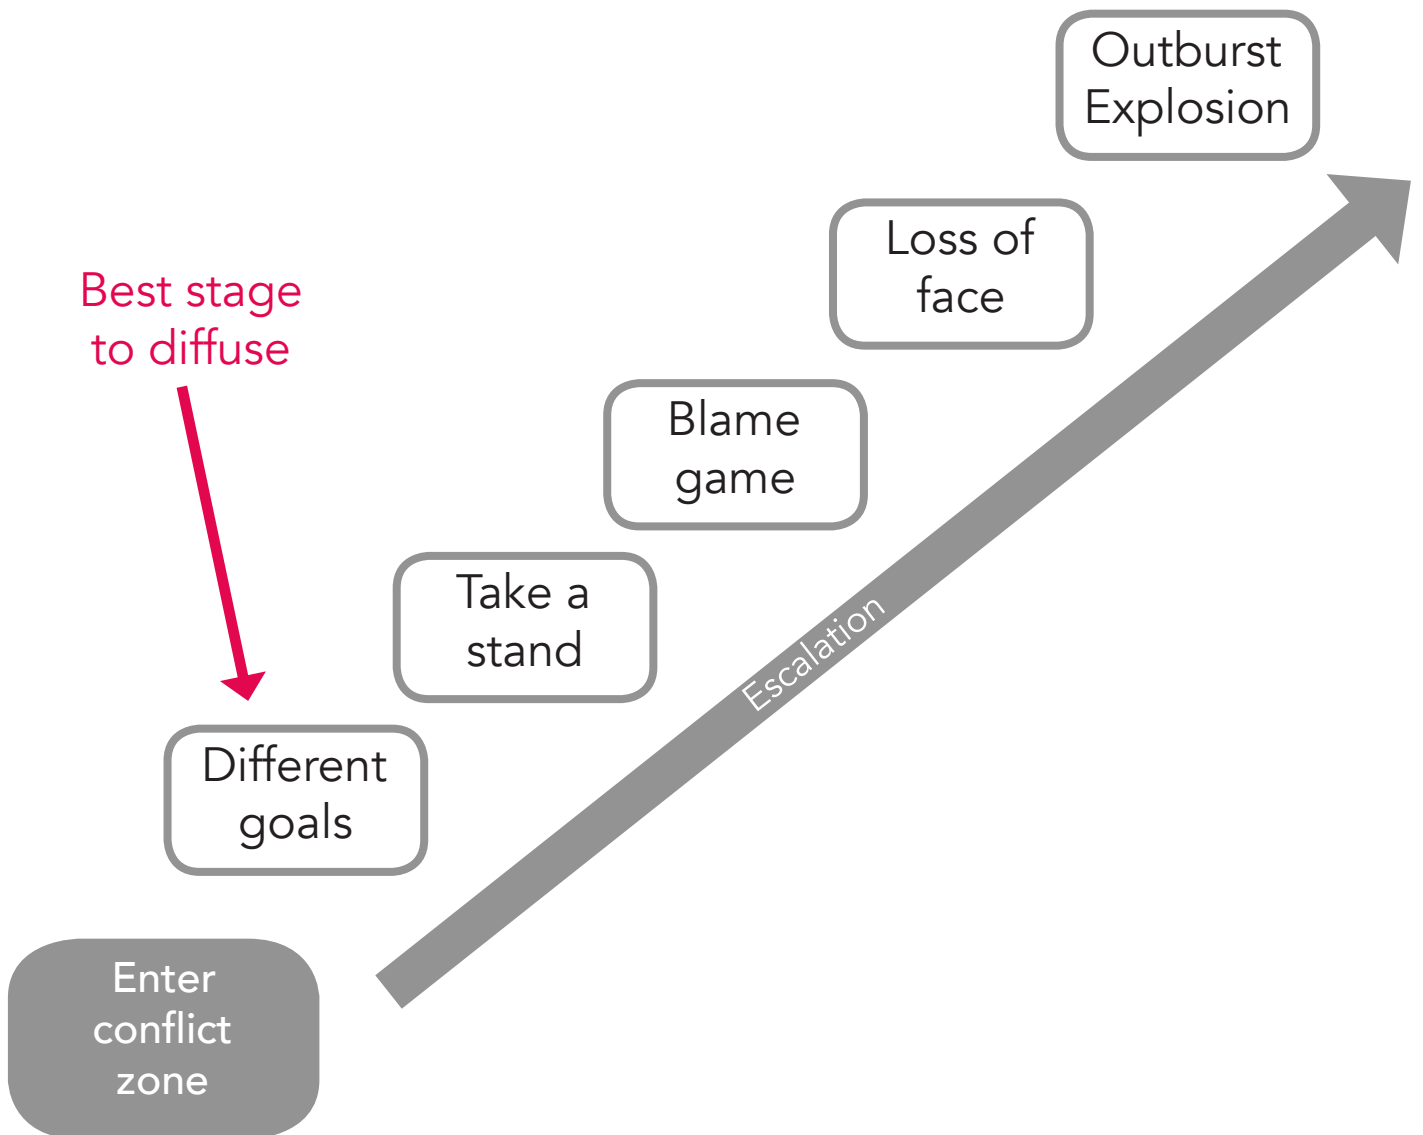 Outburst
Explosion
Loss of
face
Best stage
to diffuse
Blame
game
Take a
stand
Escalation
Different
goals
Enter
conflict
zone